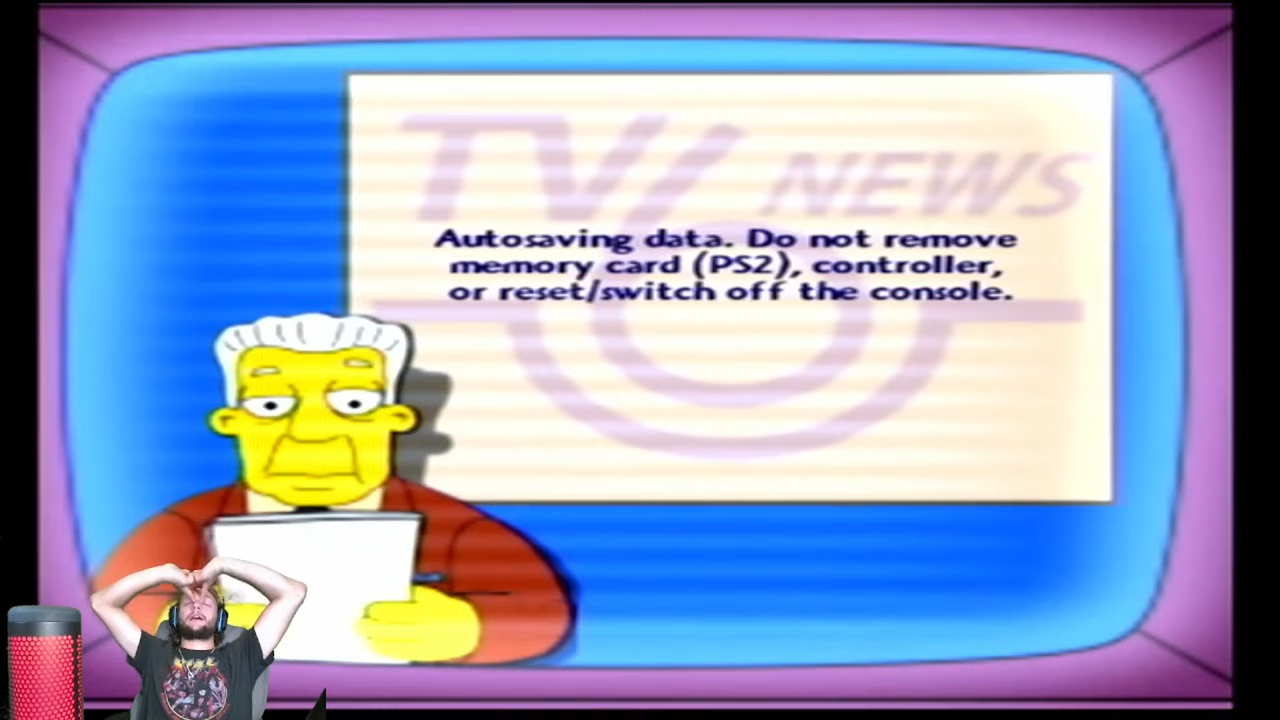 TV NEWS
Autosaving data. Do not remove
memory card (PS2), controller,
or reset/switch off the console.